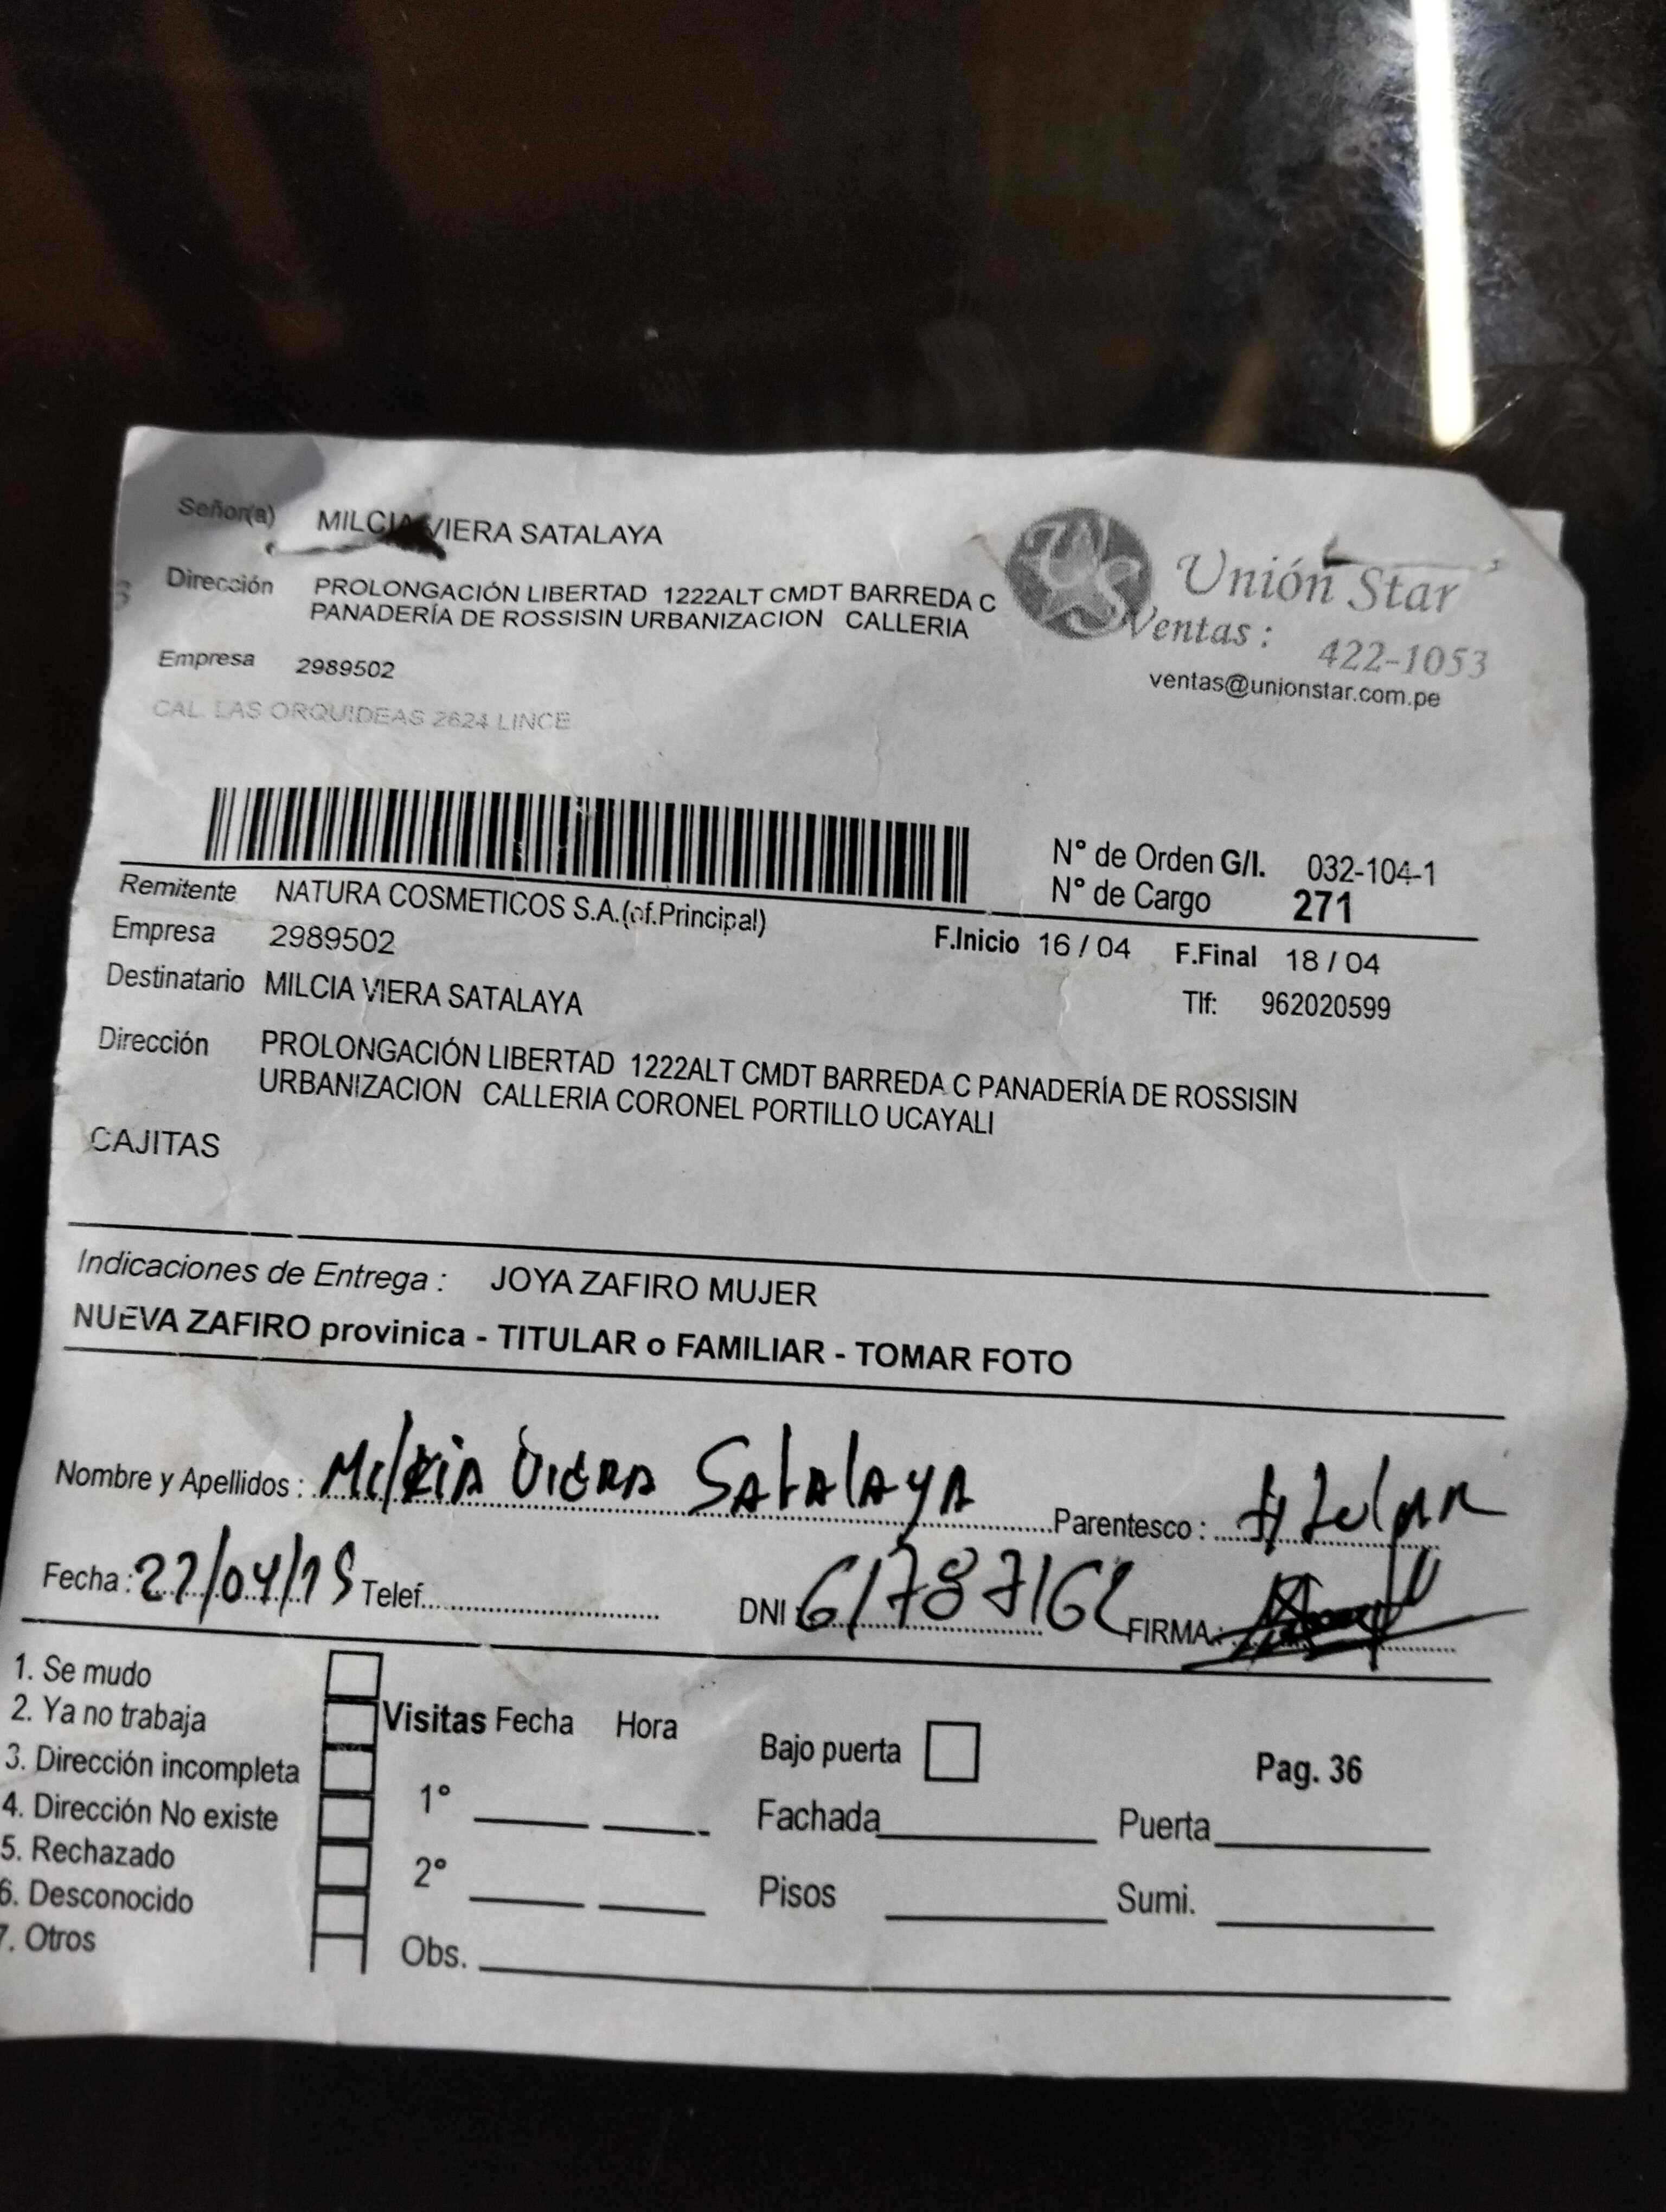 Señor(a) MILCIA VIERA SATALAYA
Dirección PROLONGACIÓN LIBERTAD 1222ALT CMDT BARREDA C
PANADERÍA DE ROSSISIN URBANIZACION CALLERIA
Empresa 2989502
CAL. LAS ORQUIDEAS 2624 LINCE
Unión Star
Ventas : 422-1053
ventas@unionstar.com.pe
N° de Orden G/I. 032-104-1
N° de Cargo 271
Remitente NATURA COSMETICOS S.A.(of.Principal)
Empresa 2989502
F.Inicio 16 / 04 F.Final 18 / 04
Destinatario MILCIA VIERA SATALAYA
Tlf: 962020599
Dirección PROLONGACIÓN LIBERTAD 1222ALT CMDT BARREDA C PANADERÍA DE ROSSISIN
URBANIZACION CALLERIA CORONEL PORTILLO UCAYALI
CAJITAS
Indicaciones de Entrega : JOYA ZAFIRO MUJER
NUEVA ZAFIRO provinica - TITULAR o FAMILIAR - TOMAR FOTO
Nombre y Apellidos : Milcia Viera Satalaya Parentesco : titular
Fecha : Telef. DNI : FIRMA :
1. Se mudo
2. Ya no trabaja
3. Dirección incompleta
4. Dirección No existe
5. Rechazado
6. Desconocido
7. Otros
Visitas Fecha Hora
1°
2°
Obs.
Bajo puerta
Pag. 36
Fachada Puerta
Pisos Sumi.